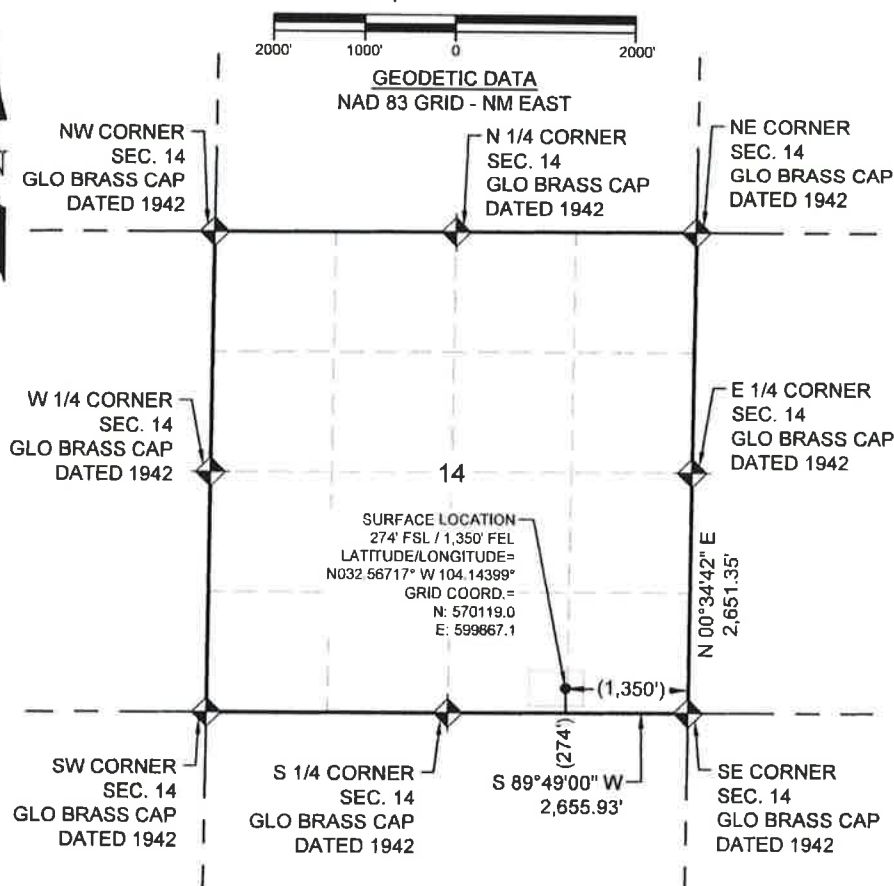 2000' 1000' 0 2000'
GEODETIC DATA
NAD 83 GRID - NM EAST
NW CORNER
SEC. 14
GLO BRASS CAP
DATED 1942
N 1/4 CORNER
SEC. 14
GLO BRASS CAP
DATED 1942
NE CORNER
SEC. 14
GLO BRASS CAP
DATED 1942
N
W 1/4 CORNER
SEC. 14
GLO BRASS CAP
DATED 1942
E 1/4 CORNER
SEC. 14
GLO BRASS CAP
DATED 1942
14
SURFACE LOCATION
274' FSL / 1,350' FEL
LATITUDE/LONGITUDE=
N032.56717° W 104.14399°
GRID COORD.=
N: 570119.0
E: 599867.1
N 00°34'42" E
2,651.35'
(1,350')
(274')
S 89°49'00" W
2,655.93'
SW CORNER
SEC. 14
GLO BRASS CAP
DATED 1942
S 1/4 CORNER
SEC. 14
GLO BRASS CAP
DATED 1942
SE CORNER
SEC. 14
GLO BRASS CAP
DATED 1942